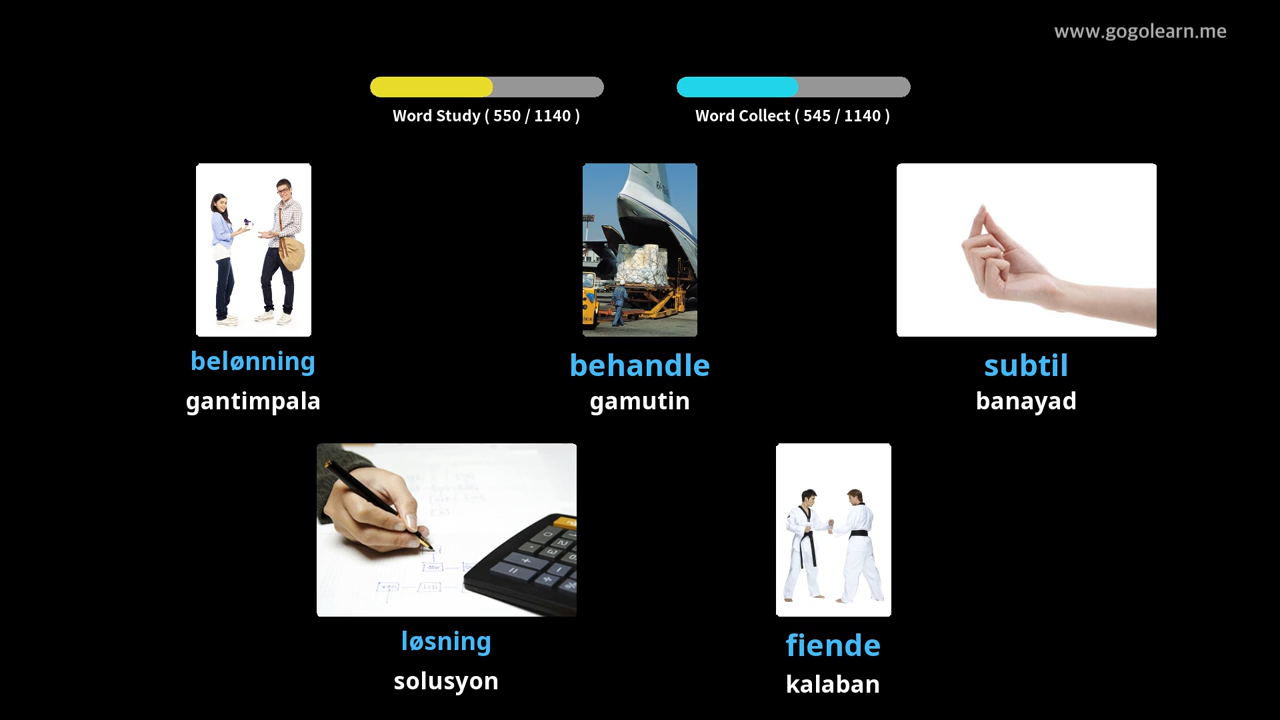 www.gogolearn.me
Word Study ( 550 / 1140 )
Word Collect ( 545 / 1140 )
belønning
gantimpala
behandle
gamutin
subtil
banayad
løsning
solusyon
fiende
kalaban